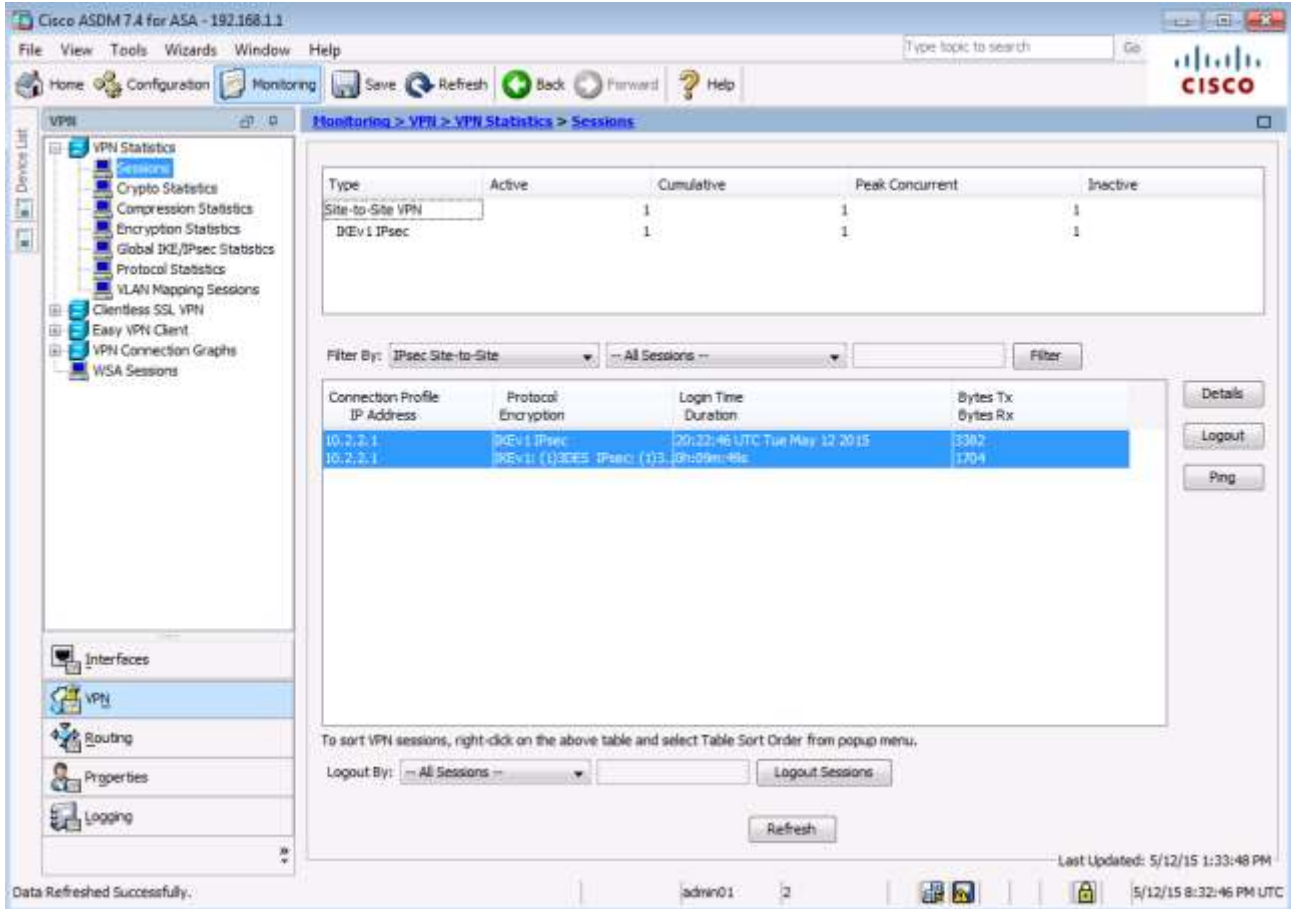 Cisco ASDM 7.4 for ASA - 192.168.1.1
File View Tools Wizards Window Help
Type topic to search Go
Home Configuration Monitoring Save Refresh Back Forward Help
CISCO
Device List
VPN
Monitoring > VPN > VPN Statistics > Sessions
VPN Statistics
Sessions
Crypto Statistics
Compression Statistics
Encryption Statistics
Global IKE/IPsec Statistics
Protocol Statistics
VLAN Mapping Sessions
Clientless SSL VPN
Easy VPN Client
VPN Connection Graphs
WSA Sessions
Interfaces
VPN
Routing
Properties
Logging
Type Active Cumulative Peak Concurrent Inactive
Site-to-Site VPN 1 1 1
IKEv1 IPsec 1 1 1
Filter By: IPsec Site-to-Site -- All Sessions -- Filter
Connection Profile Protocol Login Time Bytes Tx
IP Address Encryption Duration Bytes Rx
10.2.2.1 IKEv1 IPsec 20:22:46 UTC Tue May 12 2015 3382
10.2.2.1 IKEv1: (1)3DES IPsec: (1)3... 0h:09m:49s 1704
Details
Logout
Ping
To sort VPN sessions, right-click on the above table and select Table Sort Order from popup menu.
Logout By: -- All Sessions -- Logout Sessions
Refresh
Last Updated: 5/12/15 1:33:48 PM
Data Refreshed Successfully. admin01 2 5/12/15 8:32:46 PM UTC